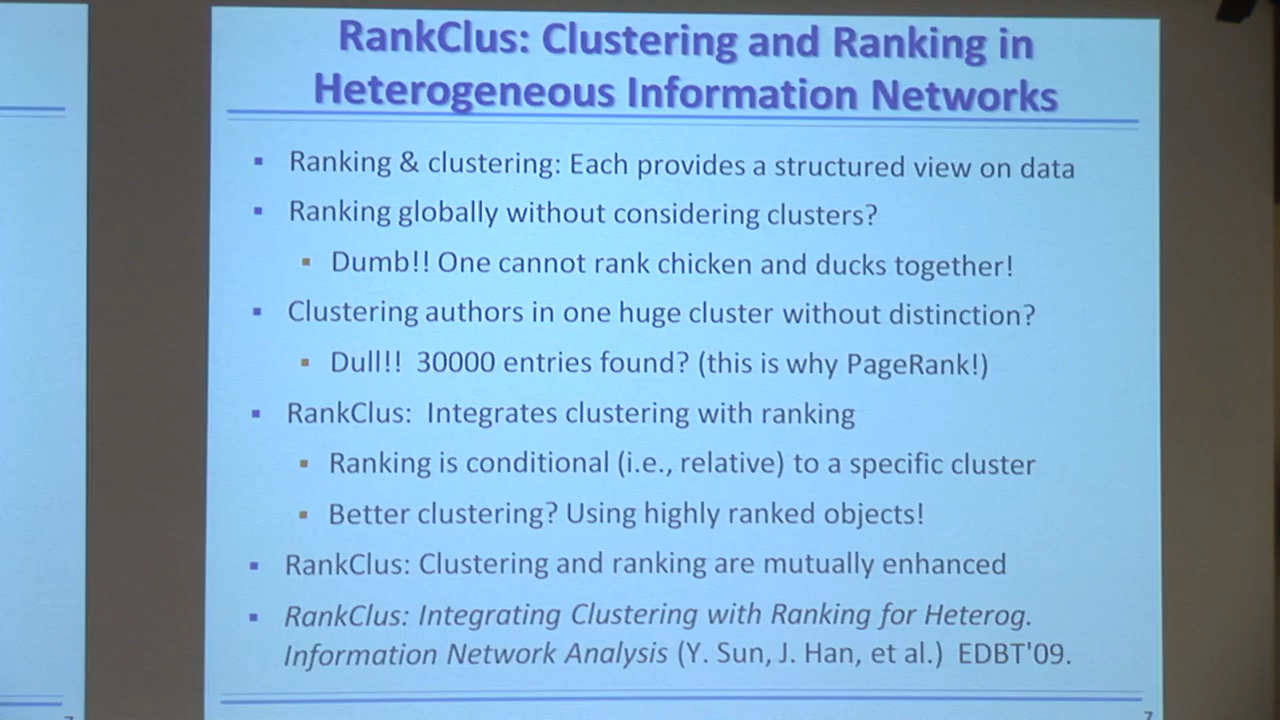 RankClus: Clustering and Ranking in
Heterogeneous Information Networks
▪ Ranking & clustering: Each provides a structured view on data
▪ Ranking globally without considering clusters?
▪ Dumb!! One cannot rank chicken and ducks together!
▪ Clustering authors in one huge cluster without distinction?
▪ Dull!! 30000 entries found? (this is why PageRank!)
▪ RankClus: Integrates clustering with ranking
▪ Ranking is conditional (i.e., relative) to a specific cluster
▪ Better clustering? Using highly ranked objects!
▪ RankClus: Clustering and ranking are mutually enhanced
▪ RankClus: Integrating Clustering with Ranking for Heterog.
Information Network Analysis (Y. Sun, J. Han, et al.) EDBT'09.
7